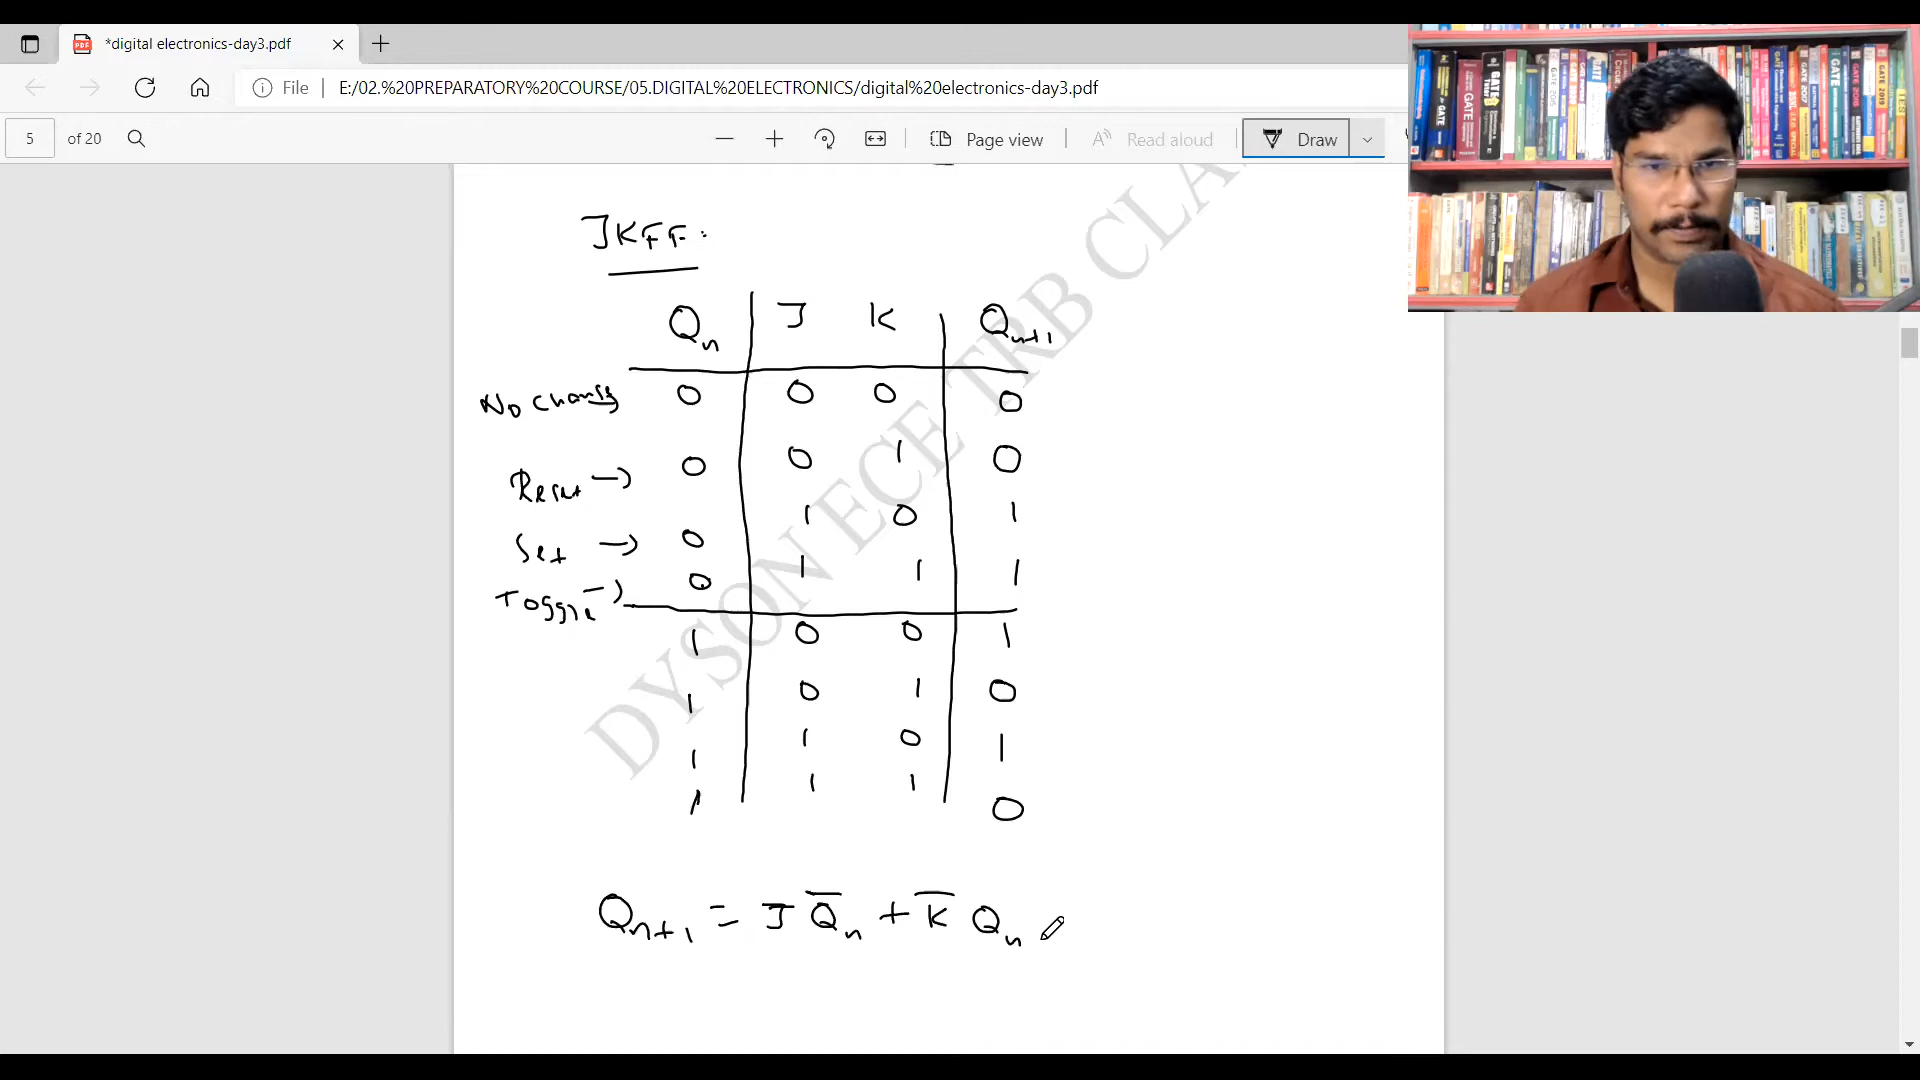 *digital electronics-day3.pdf
File | E:/02.%20PREPARATORY%20COURSE/05.DIGITAL%20ELECTRONICS/digital%20electronics-day3.pdf
5 of 20 Page view Read aloud Draw
DYSON ECE TRB CLA
JKFF:
Qn J K Qn+1
No Change 0 0 0 0
Reset → 0 0 1 0
Set → 0 1 0 1
Toggle → 0 1 1 1
1 0 0 1
1 0 1 0
1 1 0 1
1 1 1 0
Qn+1 = J Q̅n + K̅ Qn